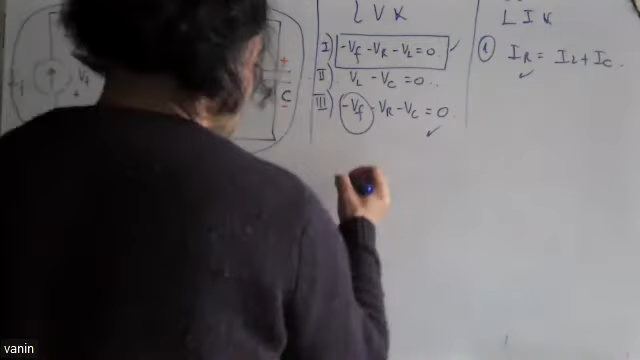 LVK
LIK
I) -Vf - VR - VL = 0. ✓
II) VL - VC = 0..
III) -Vf - VR - VC = 0. ✓
1 IR = IL + IC.
✓
Vf
+
+
C
-
vanin